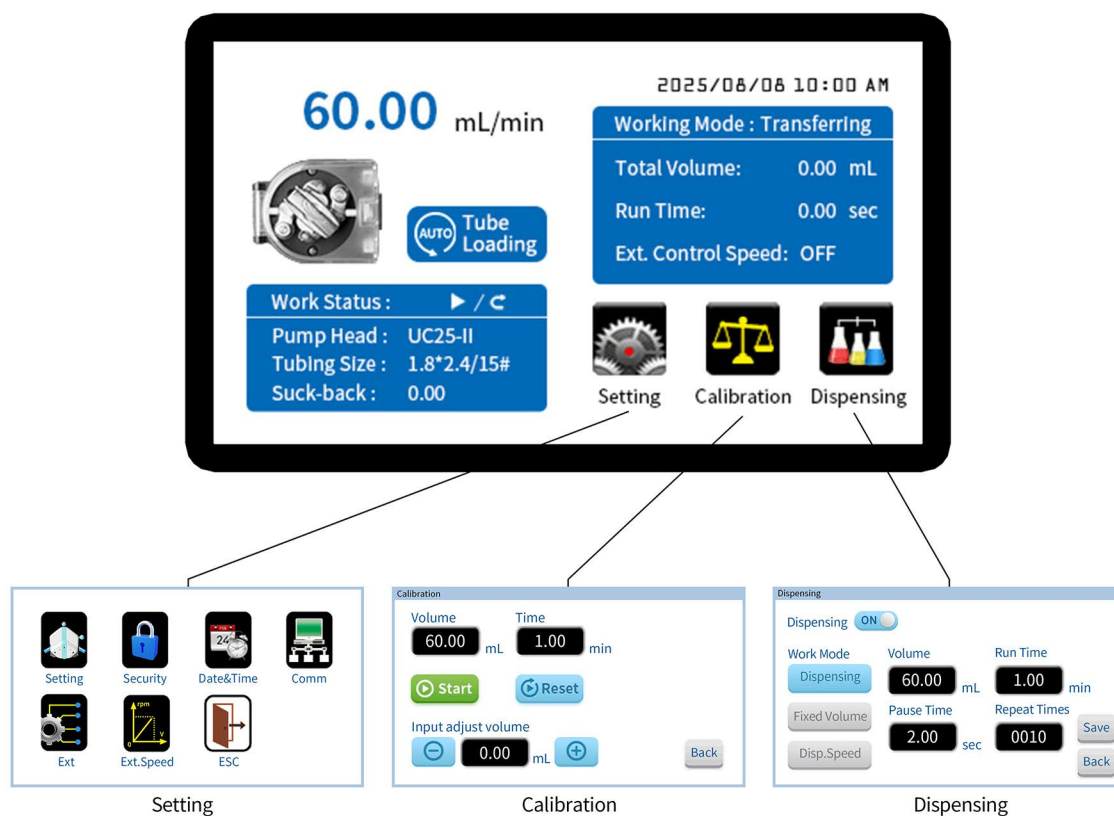 2025/08/08 10:00 AM
60.00 mL/min
AUTO Tube
Loading
Working Mode : Transferring
Total Volume: 0.00 mL
Run Time: 0.00 sec
Ext. Control Speed: OFF
Work Status : /
Pump Head : UC25-II
Tubing Size : 1.8*2.4/15#
Suck-back : 0.00
Setting Calibration Dispensing
24
Setting Security Date&Time Comm
rpm
0 V
Ext Ext.Speed ESC
Setting
Calibration
Volume Time
60.00 mL 1.00 min
Start Reset
Input adjust volume
0.00 mL
Back
Calibration
Dispensing
Dispensing ON
Work Mode Volume Run Time
Dispensing 60.00 mL 1.00 min
Fixed Volume Pause Time Repeat Times
2.00 sec 0010 Save
Disp.Speed Back
Dispensing